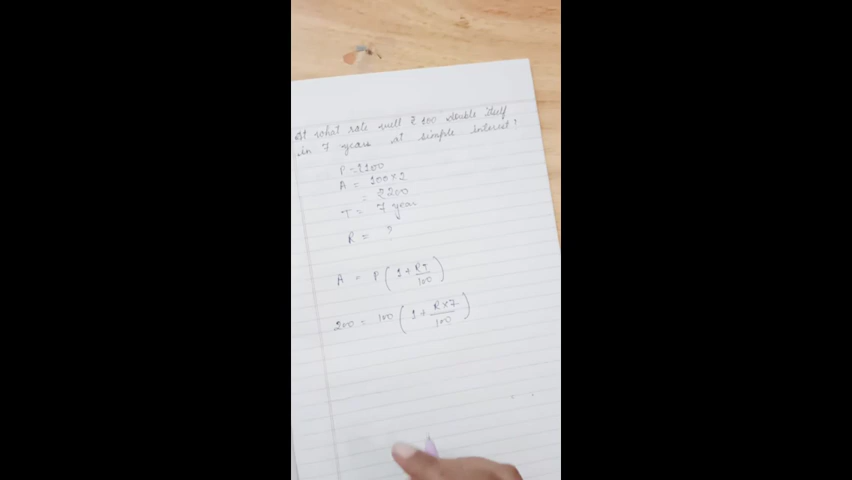 At what rate will ₹ 100 double itself
in 7 years at simple interest?
P = ₹100
A = 100 × 2
= ₹200
T = 7 year
R = ?
A = P ( 1 + RT/100 )
200 = 100 ( 1 + R×7/100 )